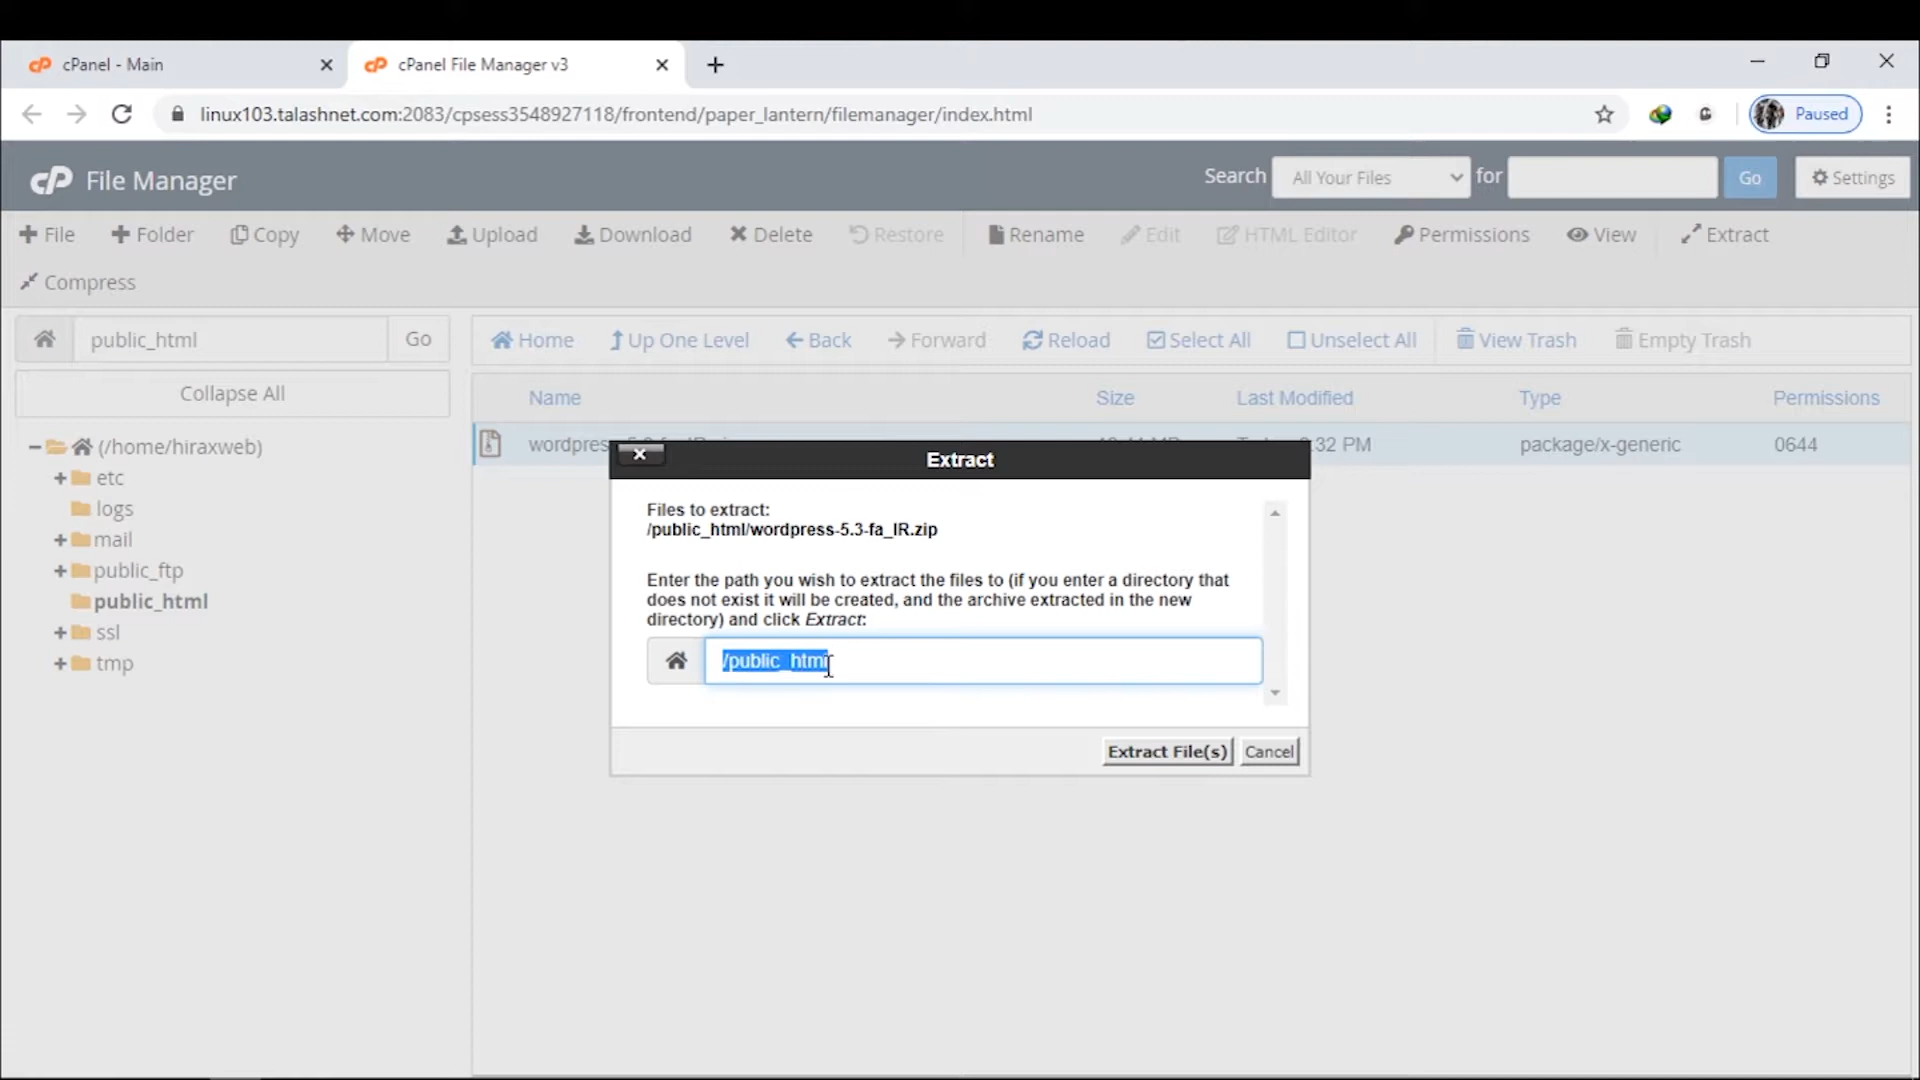 cPanel - Main
cPanel File Manager v3
linux103.talashnet.com:2083/cpsess3548927118/frontend/paper_lantern/filemanager/index.html
Paused
cP File Manager
Search All Your Files for Go Settings
File Folder Copy Move Upload Download Delete Restore Rename Edit HTML Editor Permissions View Extract
Compress
public_html Go
Home Up One Level Back Forward Reload Select All Unselect All View Trash Empty Trash
Collapse All
Name Size Last Modified Type Permissions
(/home/hiraxweb)
etc
logs
mail
public_ftp
public_html
ssl
tmp
:32 PM package/x-generic 0644
Extract
Files to extract:
/public_html/wordpress-5.3-fa_IR.zip
Enter the path you wish to extract the files to (if you enter a directory that
does not exist it will be created, and the archive extracted in the new
directory) and click Extract:
/public_html
Extract File(s) Cancel